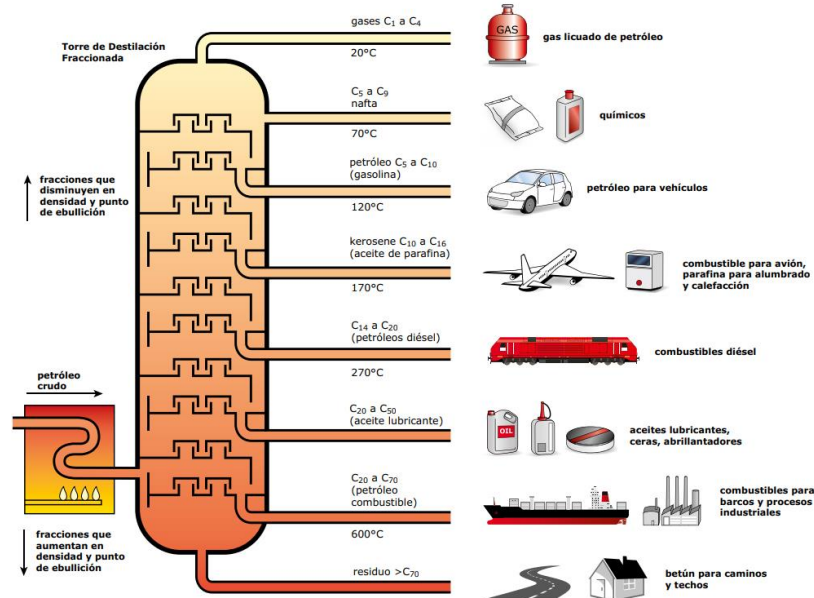 Torre de Destilación
Fraccionada
gases C₁ a C₄
20°C
GAS
gas licuado de petróleo
C₅ a C₉
nafta
70°C
químicos
fracciones que
disminuyen en
densidad y punto
de ebullición
petróleo C₅ a C₁₀
(gasolina)
120°C
petróleo para vehículos
kerosene C₁₀ a C₁₆
(aceite de parafina)
170°C
combustible para avión,
parafina para alumbrado
y calefacción
C₁₄ a C₂₀
(petróleos diésel)
270°C
combustibles diésel
petróleo
crudo
C₂₀ a C₅₀
(aceite lubricante)
OIL
aceites lubricantes,
ceras, abrillantadores
C₂₀ a C₇₀
(petróleo
combustible)
600°C
combustibles para
barcos y procesos
industriales
fracciones que
aumentan en
densidad y punto
de ebullición
residuo >C₇₀
betún para caminos
y techos